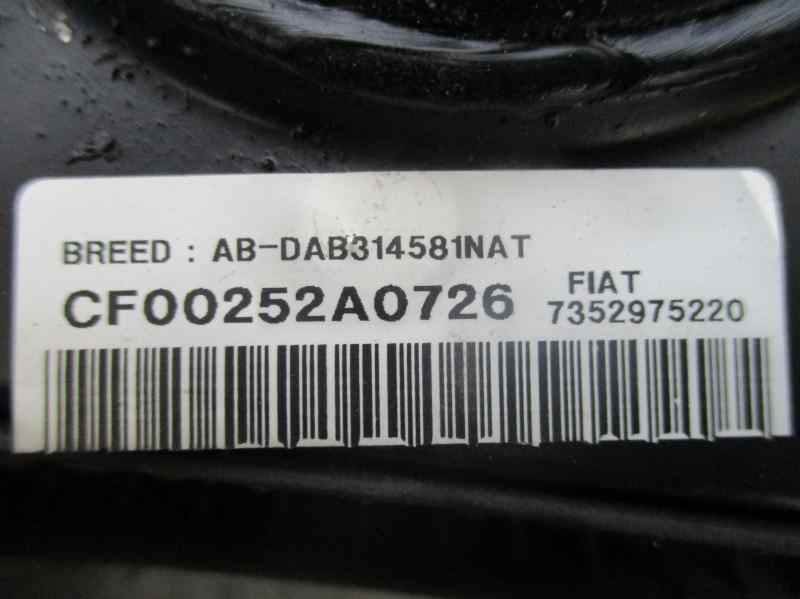 BREED : AB-DAB314581NAT
CF00252A0726
FIAT
7352975220